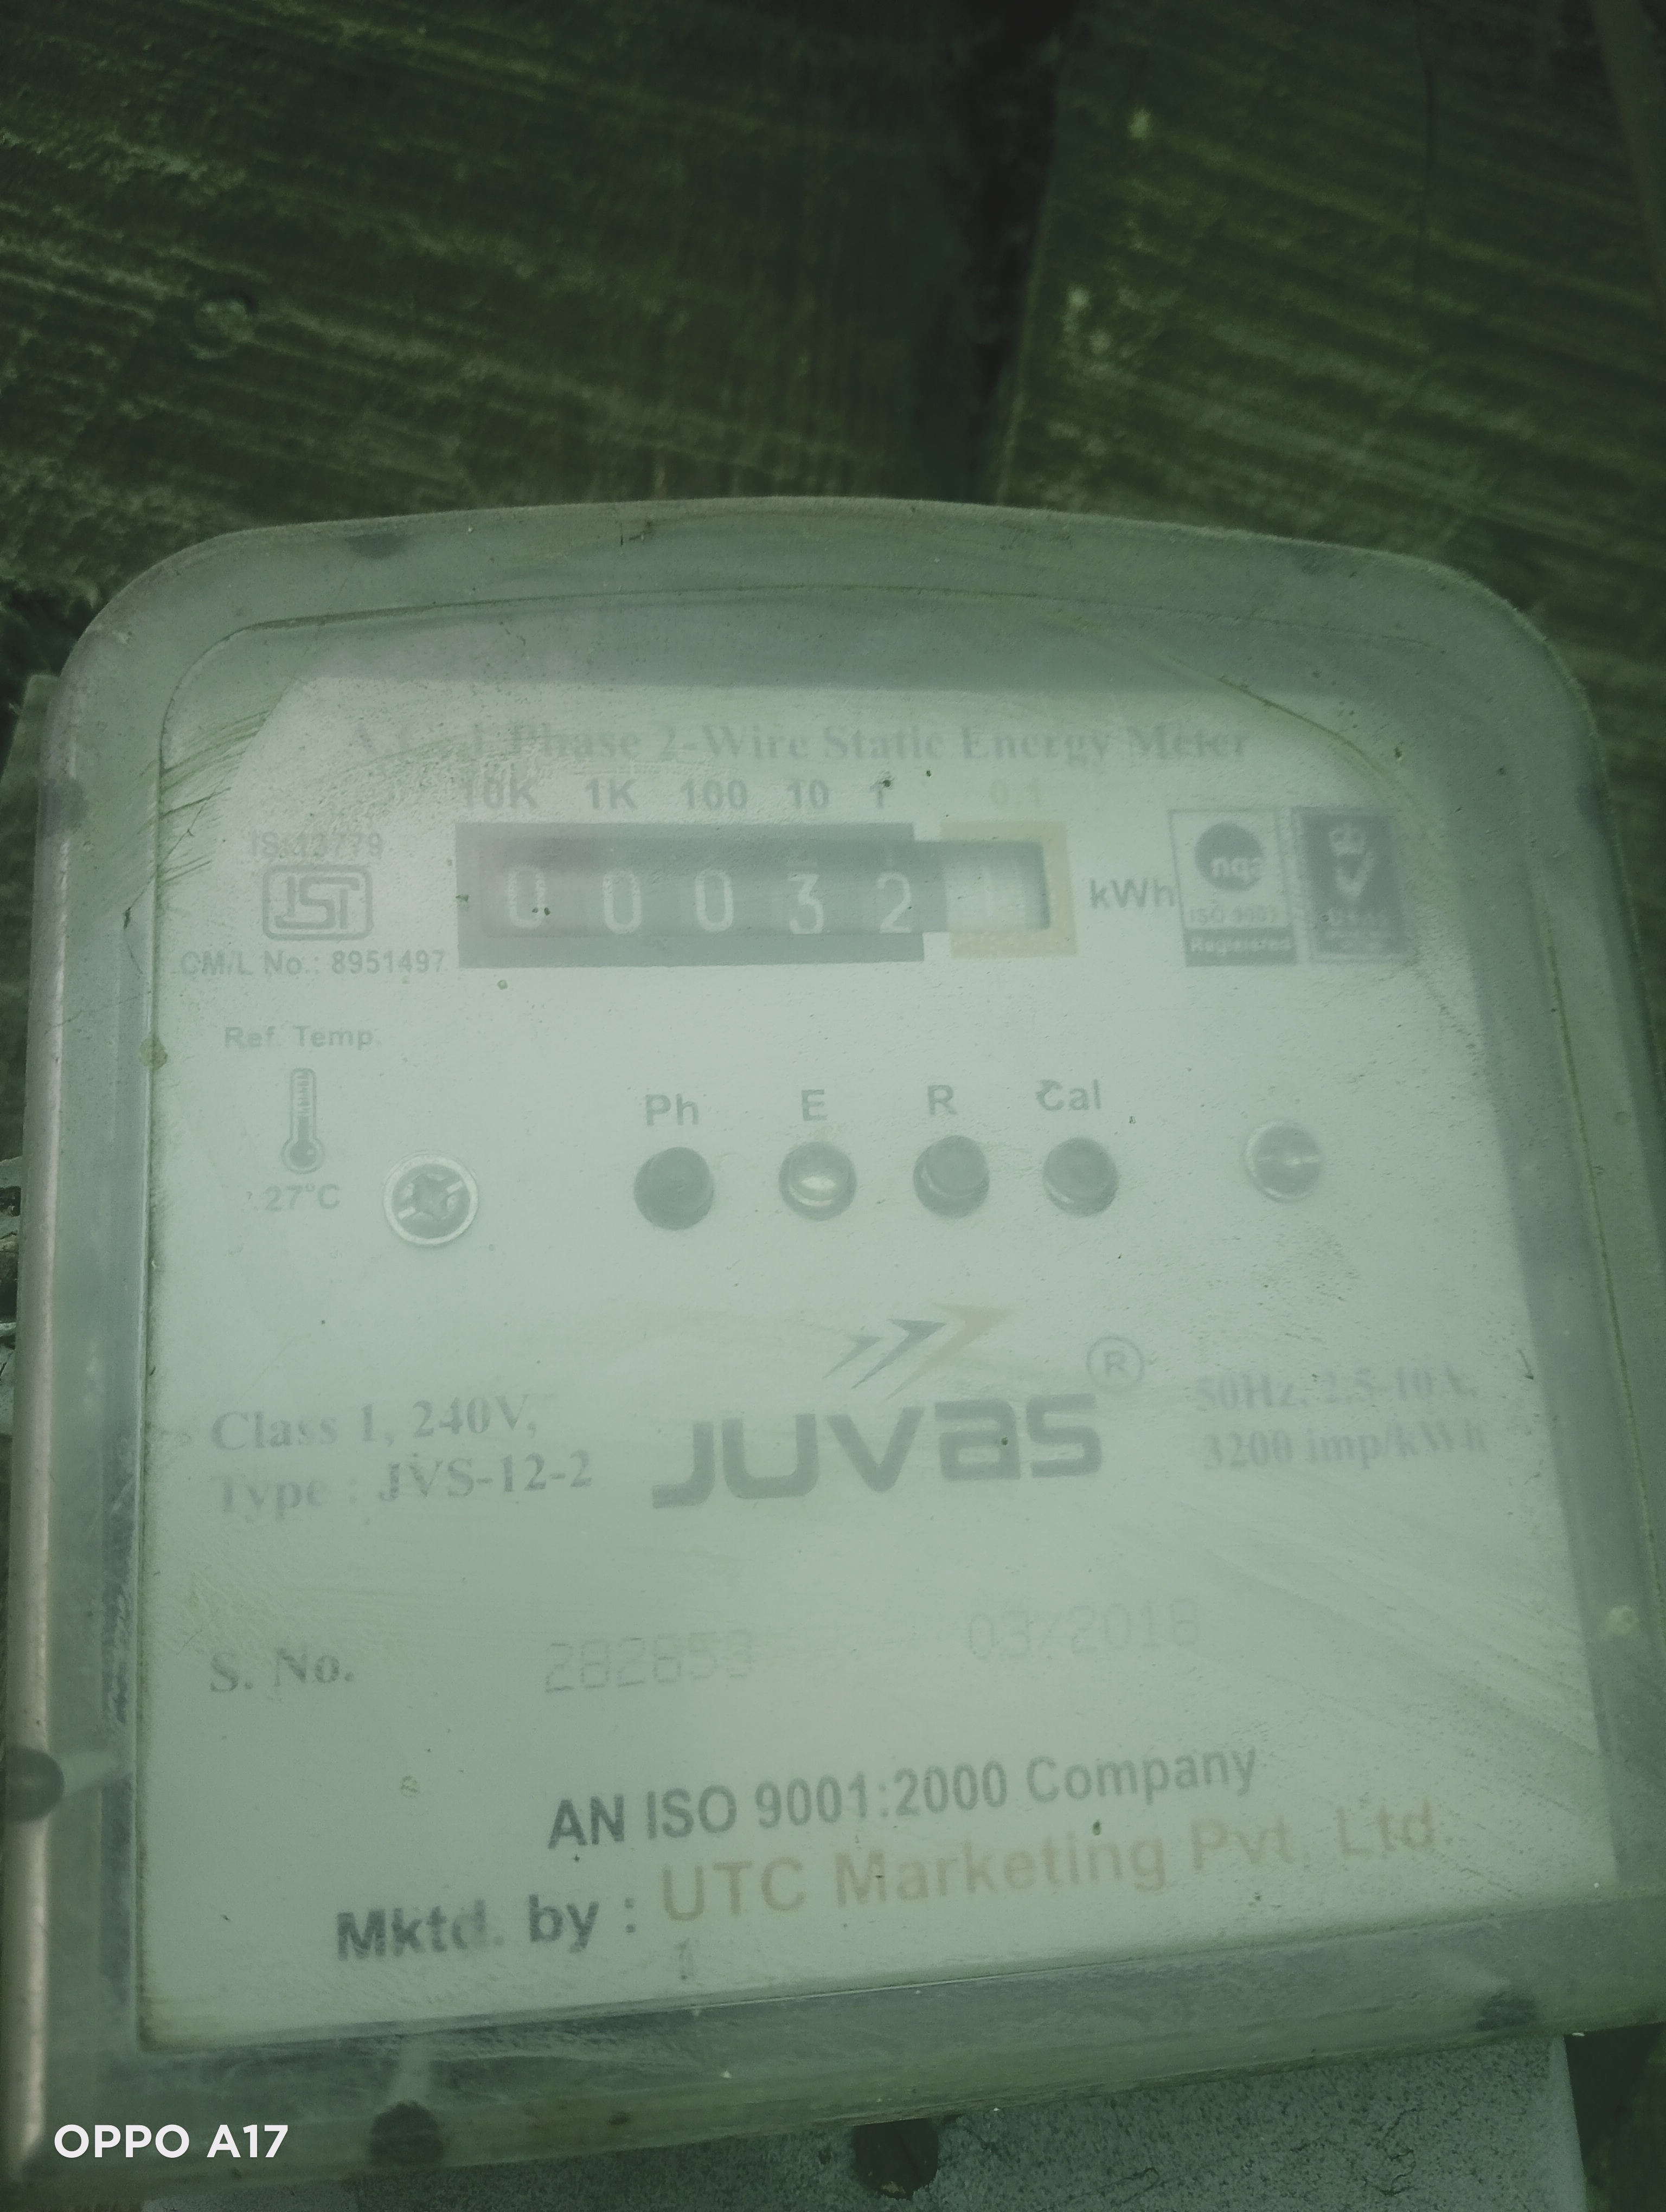 A.C. 1 Phase 2-Wire Static Energy Meter
10K 1K 100 10 1 0.1
IS:13779
0 0 0 3 2 1 kWh
nqa
ISO 9001
Registered
CM/L No.: 8951497
Ref. Temp.
27°C
Ph E R Cal
JUVAS ®
Class 1, 240V,
Type : JVS-12-2
50Hz, 2.5-10A,
3200 imp/kWh
S. No. 282859 03/2018
AN ISO 9001:2000 Company
Mktd. by : UTC Marketing Pvt. Ltd.
OPPO A17